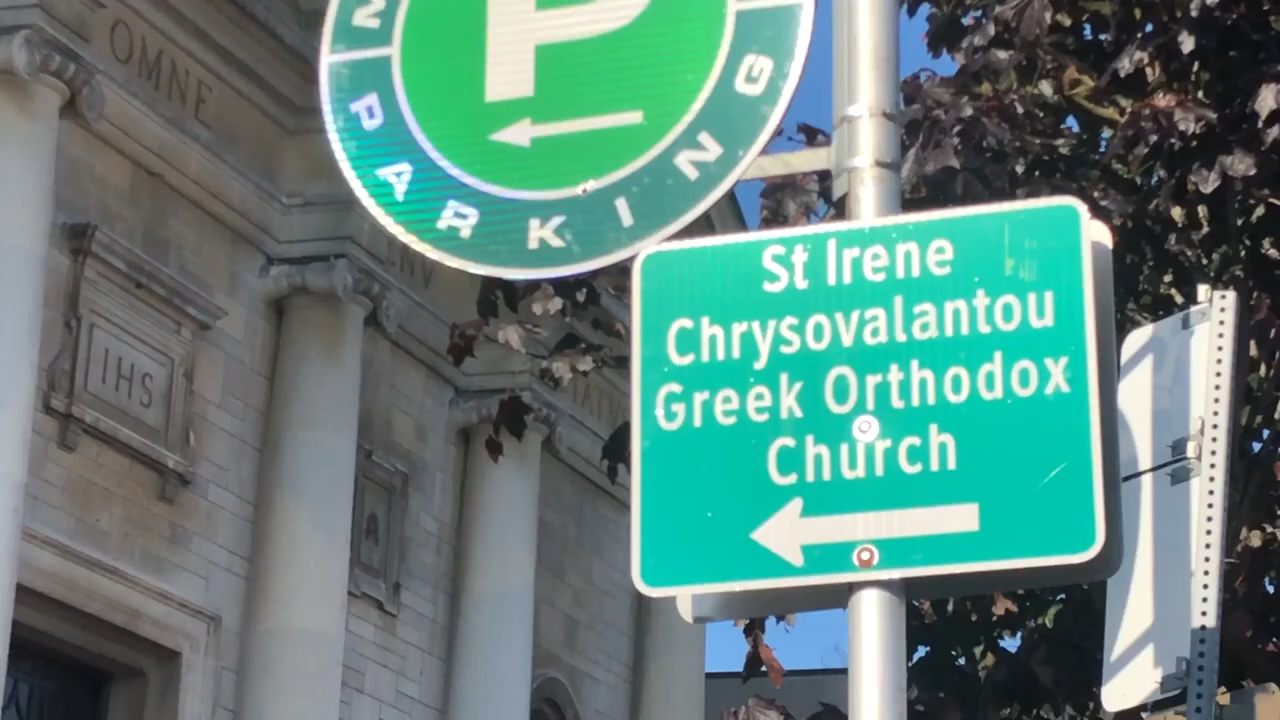 OMNE
IHS
P
PARKING
St Irene
Chrysovalantou
Greek Orthodox
Church